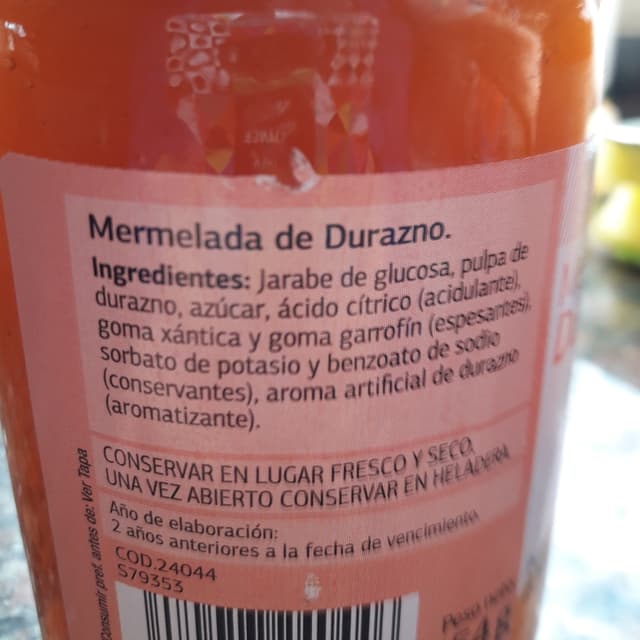 Mermelada de Durazno.
Ingredientes: Jarabe de glucosa, pulpa de
durazno, azúcar, ácido cítrico (acidulante),
goma xántica y goma garrofín (espesantes),
sorbato de potasio y benzoato de sodio
(conservantes), aroma artificial de durazno
(aromatizante).
CONSERVAR EN LUGAR FRESCO Y SECO.
UNA VEZ ABIERTO CONSERVAR EN HELADERA.
Año de elaboración:
2 años anteriores a la fecha de vencimiento.
COD.24044
S79353
Consumir pref. antes de: Ver Tapa
Peso neto